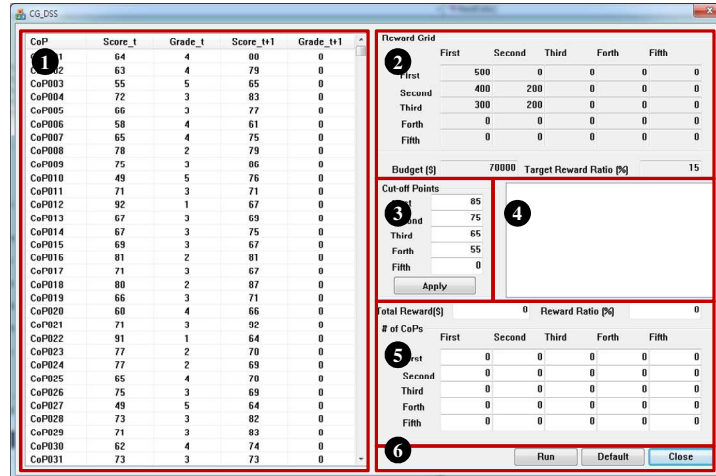 CG_DSS
CoP Score_t Grade_t Score_t+1 Grade_t+1
1 64 4 00 0
02 63 4 79 0
CoP003 55 5 65 0
CoP004 72 3 83 0
CoP005 66 3 77 0
CoP006 58 4 61 0
CoP007 65 4 75 0
CoP008 78 2 79 0
CoP009 75 3 06 0
CoP010 49 5 76 0
CoP011 71 3 71 0
CoP012 92 1 67 0
CoP013 67 3 69 0
CoP014 67 3 75 0
CoP015 69 3 67 0
CoP016 81 2 81 0
CoP017 71 3 67 0
CoP018 80 2 87 0
CoP019 66 3 71 0
CoP020 60 4 66 0
CoP021 71 3 92 0
CoP022 91 1 64 0
CoP023 77 2 70 0
CoP024 77 2 69 0
CoP025 65 4 70 0
CoP026 75 3 69 0
CoP027 49 5 64 0
CoP028 73 3 82 0
CoP029 71 3 83 0
CoP030 62 4 74 0
CoP031 73 3 73 0
1
Reward Grid
2
First Second Third Forth Fifth
First 500 0 0 0 0
Second 400 200 0 0 0
Third 300 200 0 0 0
Forth 0 0 0 0 0
Fifth 0 0 0 0 0
Budget ($) 70000 Target Reward Ratio (%) 15
Cut-off Points
3
85
75
Third 65
Forth 55
Fifth 0
Apply
4
Total Reward($) 0 Reward Ratio (%) 0
# of CoPs
5
First Second Third Forth Fifth
0 0 0 0 0
Second 0 0 0 0 0
Third 0 0 0 0 0
Forth 0 0 0 0 0
Fifth 0 0 0 0 0
6
Run Default Close